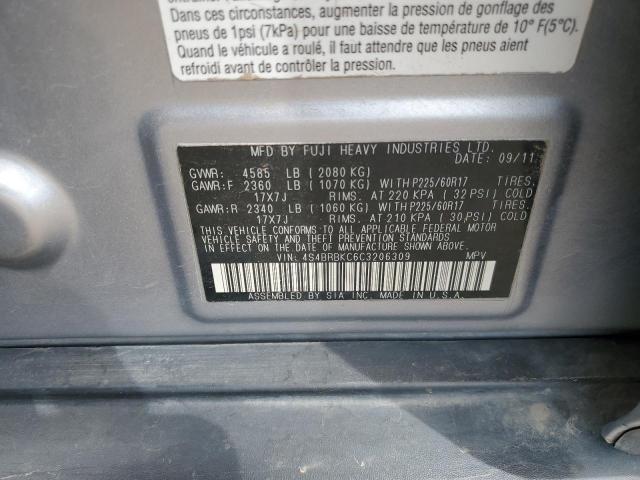 Dans ces circonstances, augmenter la pression de gonflage des
pneus de 1psi (7kPa) pour une baisse de température de 10° F(5°C).
Quand le véhicule a roulé, il faut attendre que les pneus aient
refroidi avant de contrôler la pression.
MFD BY FUJI HEAVY INDUSTRIES LTD.
DATE: 09/11
GVWR: 4585 LB (2080 KG)
GAWR:F 2360 LB (1070 KG) WITH P225/60R17 TIRES.
17X7J RIMS. AT 220 KPA (32 PSI) COLD
GAWR:R 2340 LB (1060 KG) WITH P225/60R17 TIRES.
17X7J RIMS. AT 210 KPA (30 PSI) COLD
THIS VEHICLE CONFORMS TO ALL APPLICABLE FEDERAL MOTOR
VEHICLE SAFETY AND THEFT PREVENTION STANDARDS
IN EFFECT ON THE DATE OF MANUFACTURE SHOWN ABOVE.
VIN: 4S4BRBKC6C3206309 MPV
ASSEMBLED BY SIA INC. MADE IN U.S.A.